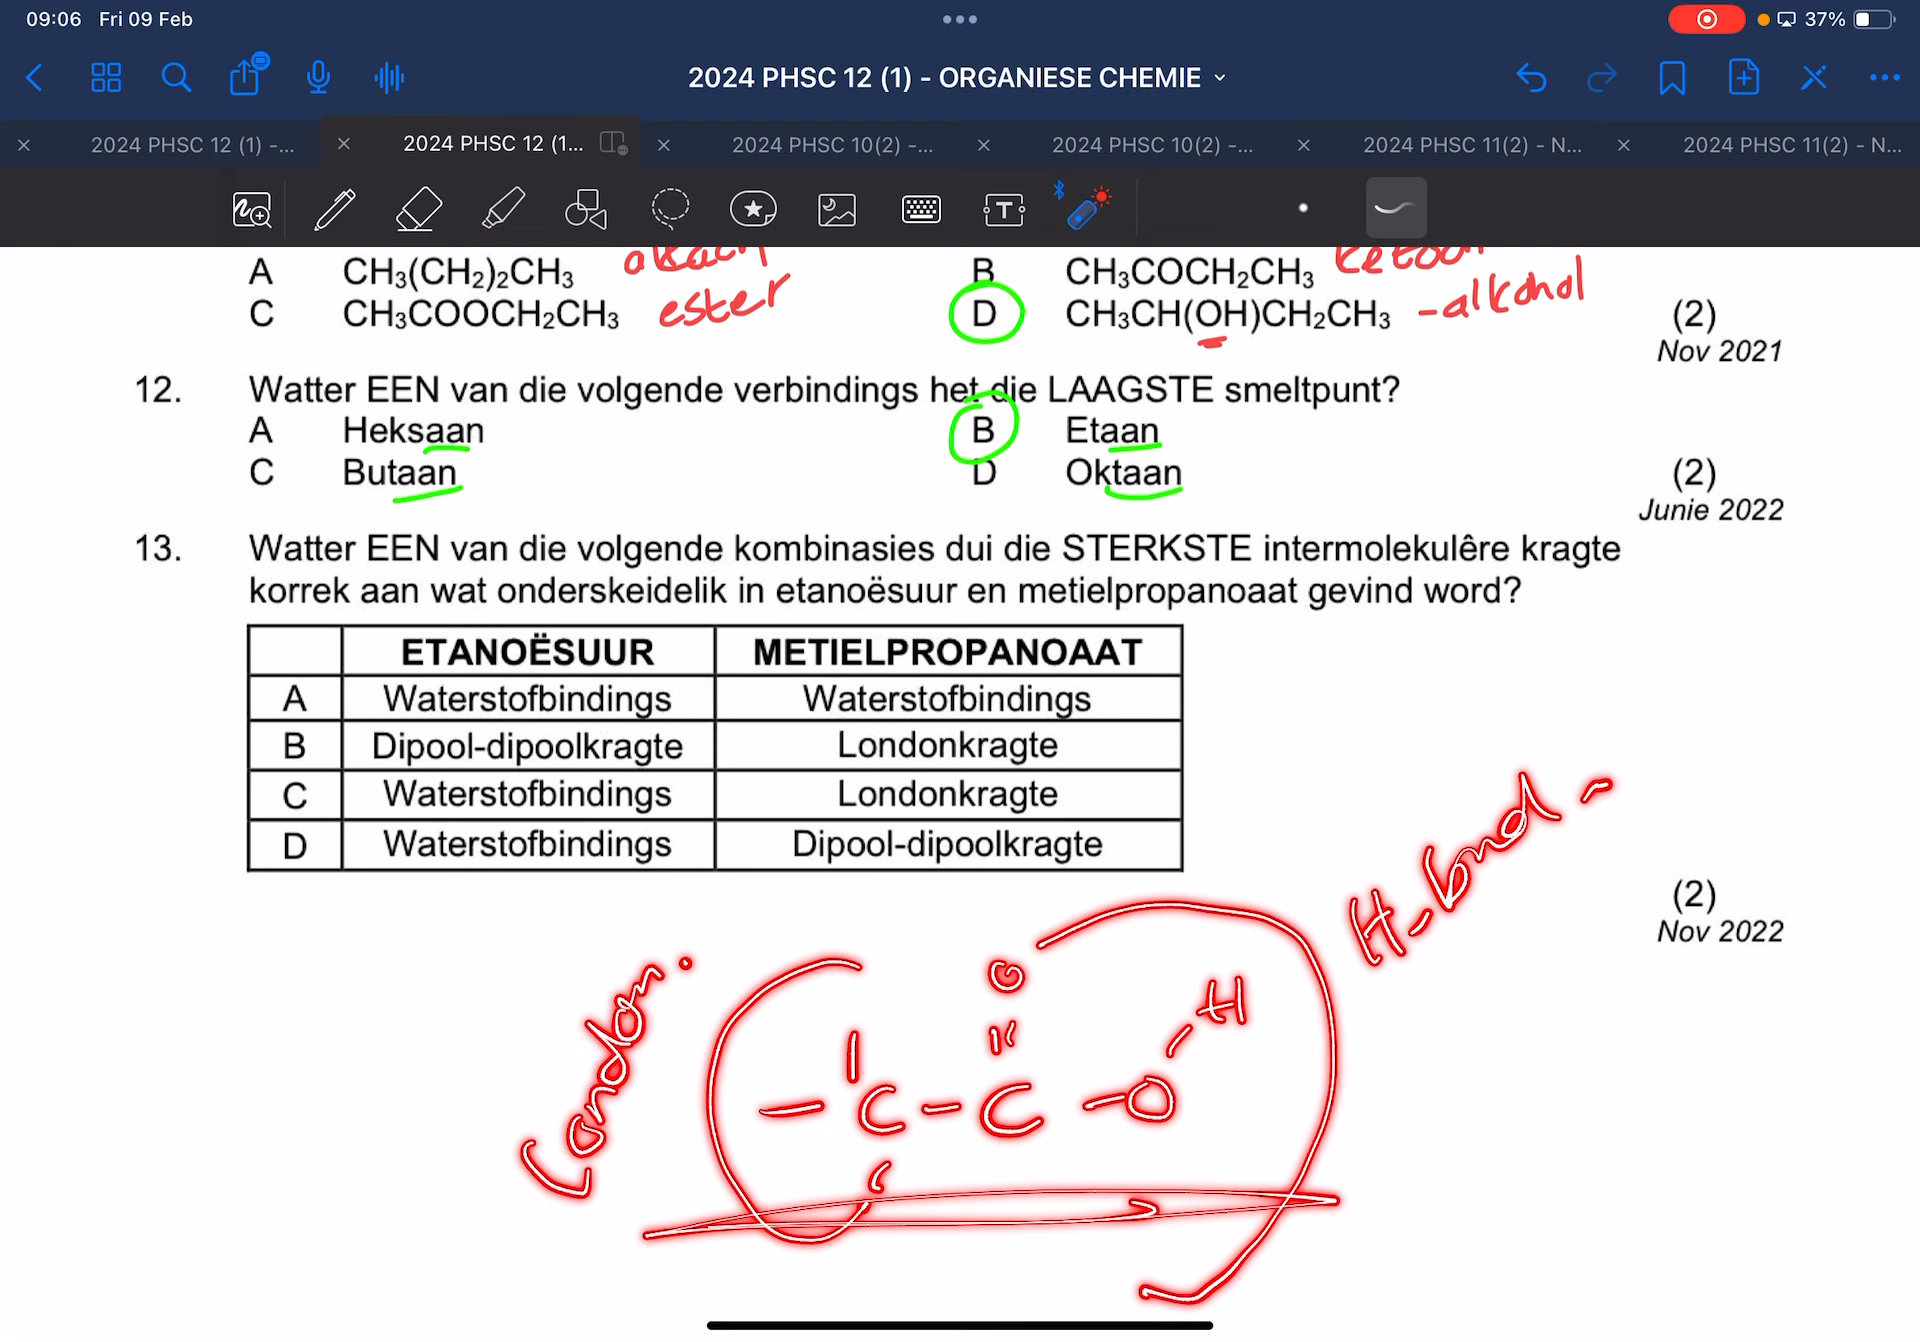 09:06 Fri 09 Feb
37%
2024 PHSC 12 (1) - ORGANIESE CHEMIE
2024 PHSC 12 (1) -...
2024 PHSC 12 (1...
2024 PHSC 10(2) -...
2024 PHSC 10(2) -...
2024 PHSC 11(2) - N...
2024 PHSC 11(2) - N...
A CH₃(CH₂)₂CH₃ B CH₃COCH₂CH₃
C CH₃COOCH₂CH₃ ester D CH₃CH(OH)CH₂CH₃ -alkohol (2)
Nov 2021
12. Watter EEN van die volgende verbindings het die LAAGSTE smeltpunt?
A Heksaan B Etaan
C Butaan D Oktaan (2)
Junie 2022
13. Watter EEN van die volgende kombinasies dui die STERKSTE intermolekulêre kragte
korrek aan wat onderskeidelik in etanoësuur en metielpropanoaat gevind word?
ETANOËSUUR METIELPROPANOAAT
A Waterstofbindings Waterstofbindings
B Dipool-dipoolkragte Londonkragte
C Waterstofbindings Londonkragte
D Waterstofbindings Dipool-dipoolkragte
(2)
Nov 2022
H-bond -
London.
O
H
- C - C - O